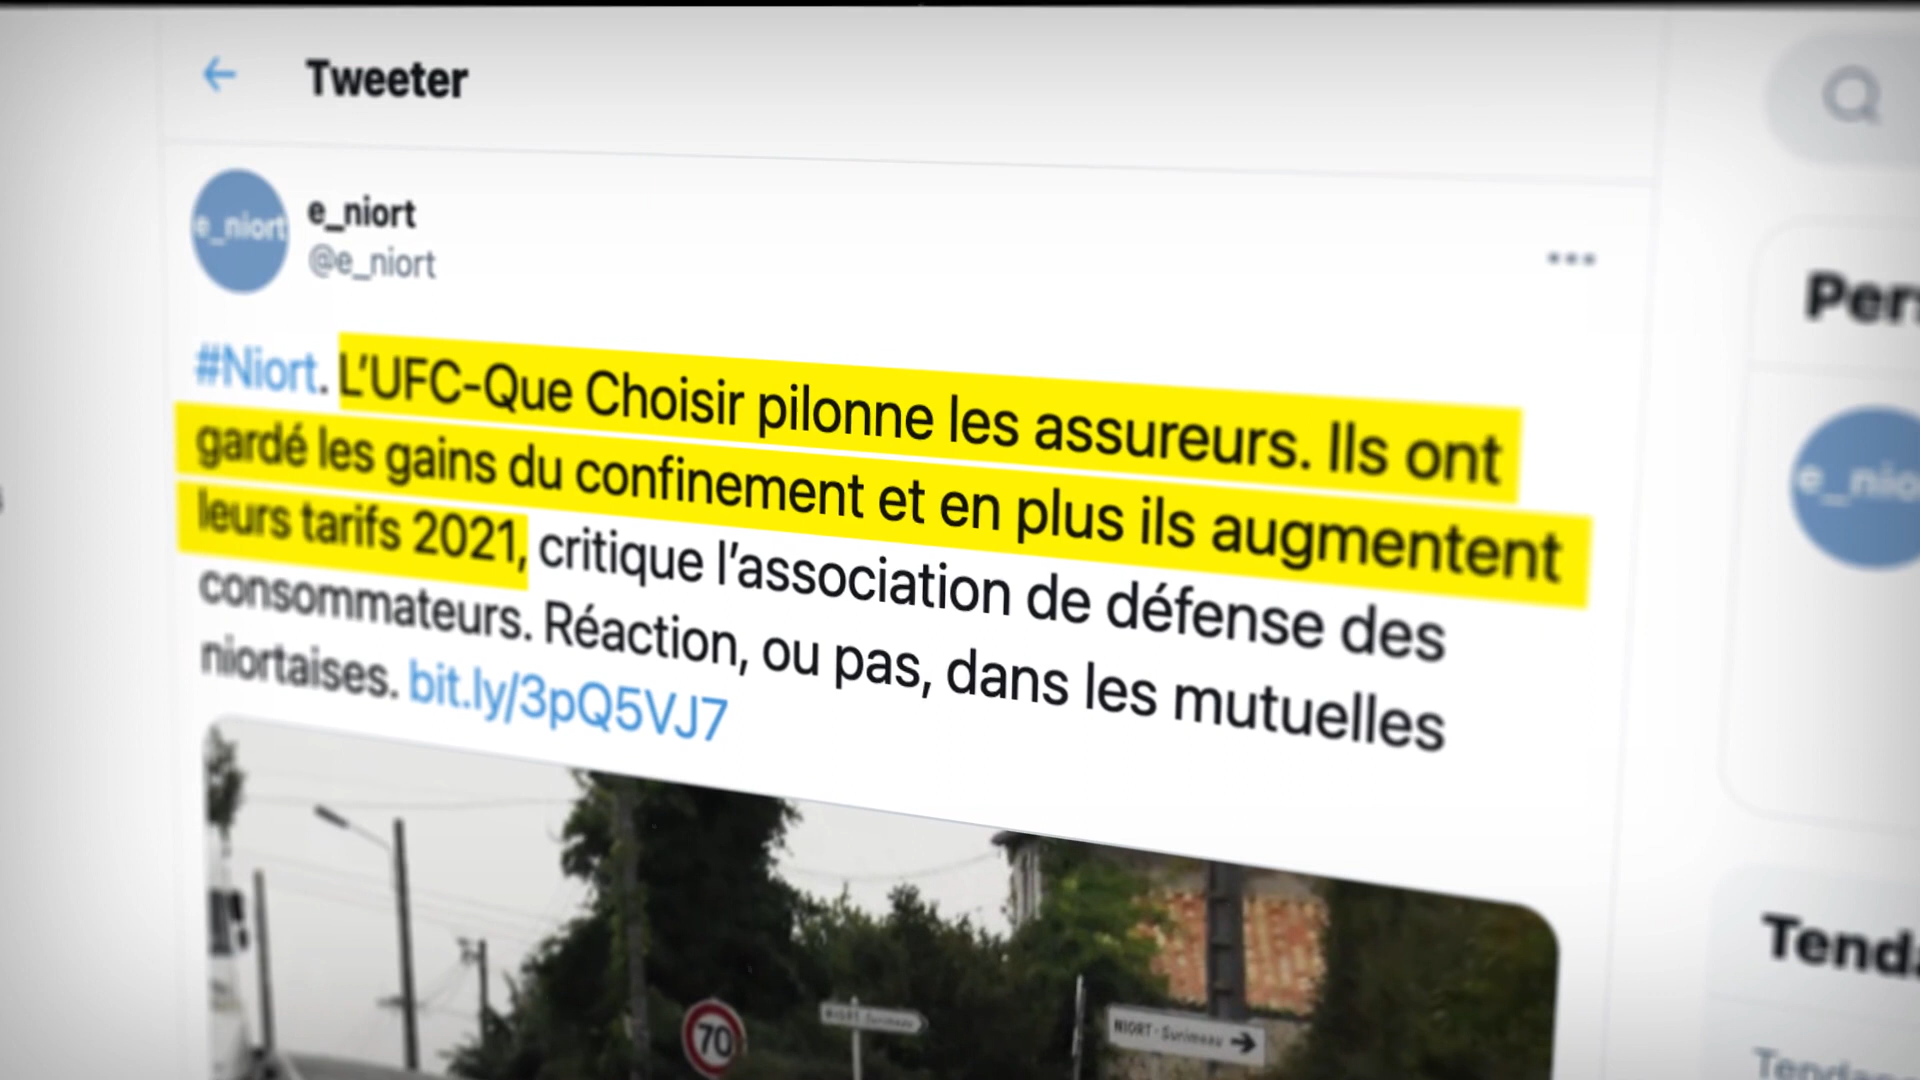 Tweeter
e_niort
e_niort
@e_niort
#Niort. L'UFC-Que Choisir pilonne les assureurs. Ils ont
gardé les gains du confinement et en plus ils augmentent
leurs tarifs 2021, critique l'association de défense des
consommateurs. Réaction, ou pas, dans les mutuelles
niortaises. bit.ly/3pQ5VJ7
70
NIORT-Surimeau
NIORT-Surimeau
Per
e_nio
Tend
Tendan